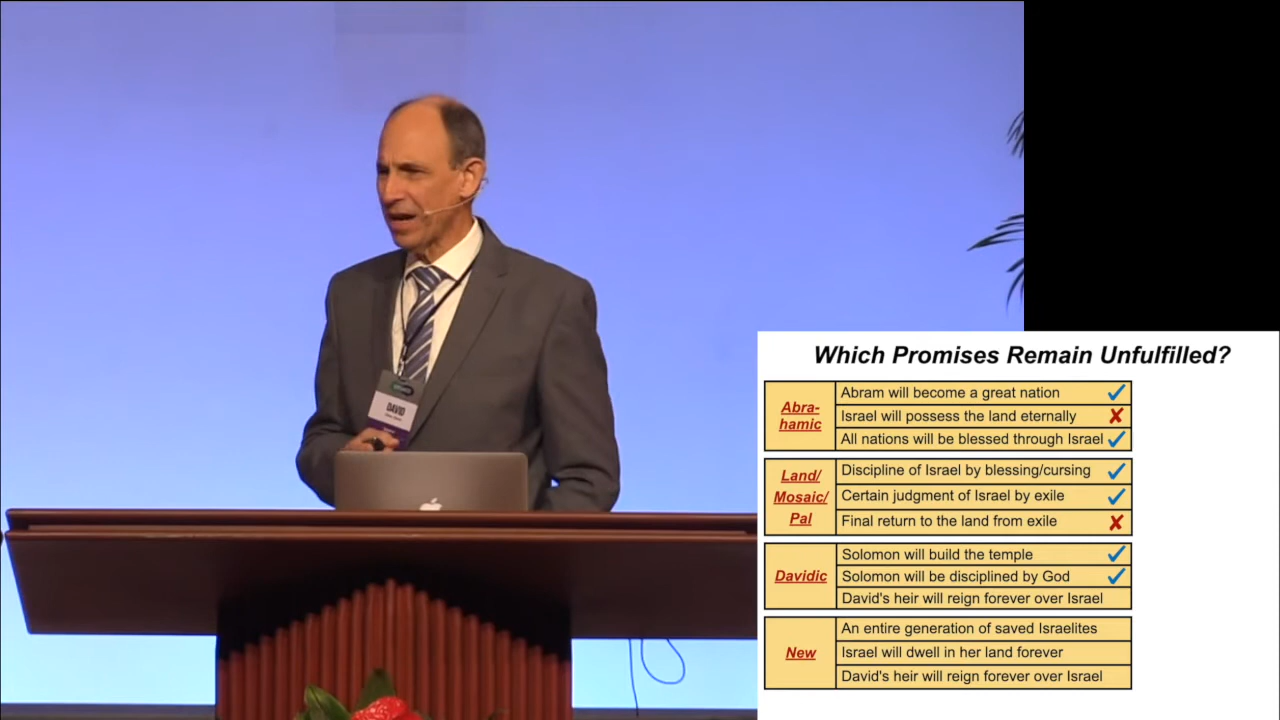 DAVID
Which Promises Remain Unfulfilled?
Abra-
hamic
Abram will become a great nation
Israel will possess the land eternally
All nations will be blessed through Israel
Land/
Mosaic/
Pal
Discipline of Israel by blessing/cursing
Certain judgment of Israel by exile
Final return to the land from exile
Davidic
Solomon will build the temple
Solomon will be disciplined by God
David's heir will reign forever over Israel
New
An entire generation of saved Israelites
Israel will dwell in her land forever
David's heir will reign forever over Israel